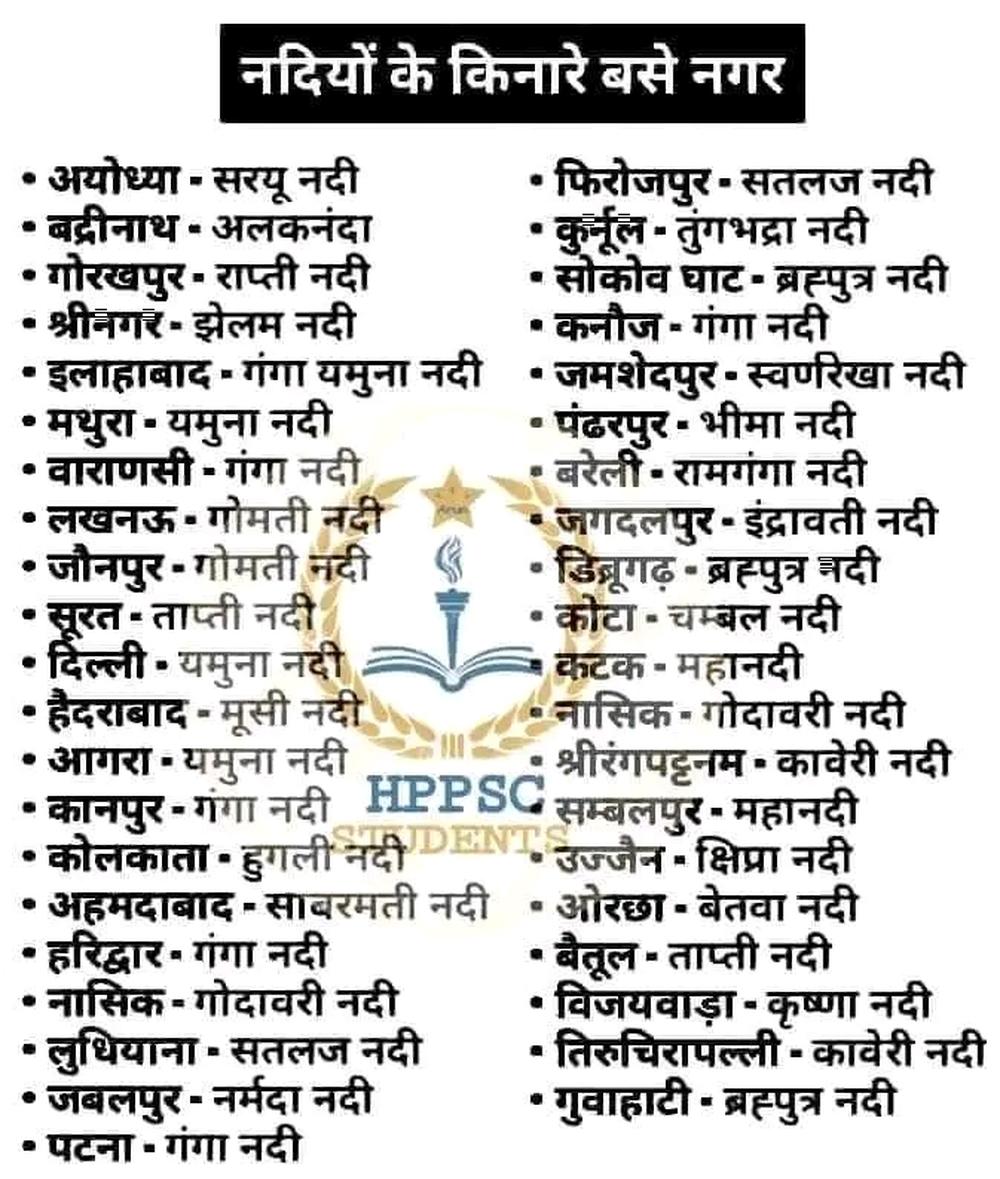 नदियों के किनारे बसे नगर
• अयोध्या - सरयू नदी
• बद्रीनाथ - अलकनंदा
• गोरखपुर - राप्ती नदी
• श्रीनगर - झेलम नदी
• इलाहाबाद - गंगा यमुना नदी
• मथुरा - यमुना नदी
• वाराणसी - गंगा नदी
• लखनऊ - गोमती नदी
• जौनपुर - गोमती नदी
• सूरत - ताप्ती नदी
• दिल्ली - यमुना नदी
• हैदराबाद - मूसी नदी
• आगरा - यमुना नदी
• कानपुर - गंगा नदी
• कोलकाता - हुगली नदी
• अहमदाबाद - साबरमती नदी
• हरिद्वार - गंगा नदी
• नासिक - गोदावरी नदी
• लुधियाना - सतलज नदी
• जबलपुर - नर्मदा नदी
• पटना - गंगा नदी
• फिरोजपुर - सतलज नदी
• कुर्नूल - तुंगभद्रा नदी
• सोकोव घाट - ब्रह्पुत्र नदी
• कनौज - गंगा नदी
• जमशेदपुर - स्वर्णरेखा नदी
• पंढरपुर - भीमा नदी
• बरेली - रामगंगा नदी
• जगदलपुर - इंद्रावती नदी
• डिब्रूगढ़ - ब्रह्पुत्र नदी
• कोटा - चम्बल नदी
• कटक - महानदी
• नासिक - गोदावरी नदी
• श्रीरंगपट्टनम - कावेरी नदी
• सम्बलपुर - महानदी
• उज्जैन - क्षिप्रा नदी
• ओरछा - बेतवा नदी
• बैतूल - ताप्ती नदी
• विजयवाड़ा - कृष्णा नदी
• तिरुचिरापल्ली - कावेरी नदी
• गुवाहाटी - ब्रह्पुत्र नदी
HPPSC
STUDENTS